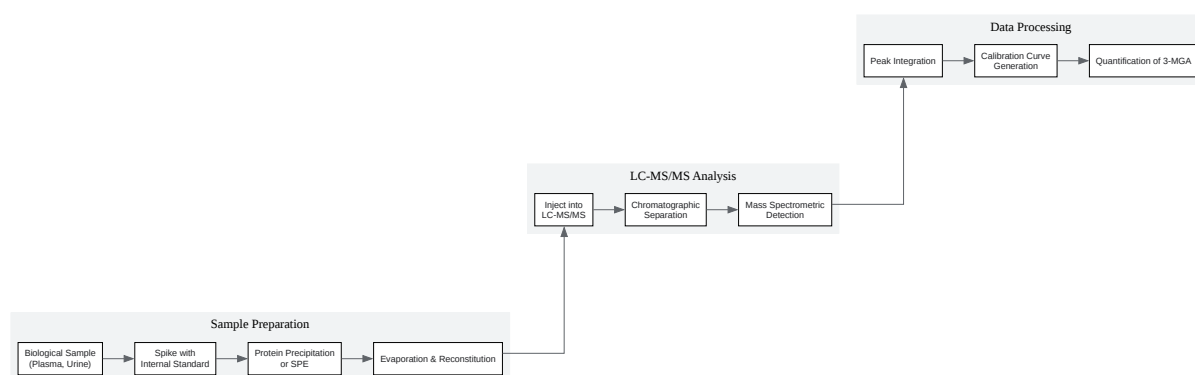 Data Processing
Peak Integration
Calibration Curve
Generation
Quantification of 3-MGA
LC-MS/MS Analysis
Inject into
LC-MS/MS
Chromatographic
Separation
Mass Spectrometric
Detection
Sample Preparation
Biological Sample
(Plasma, Urine)
Spike with
Internal Standard
Protein Precipitation
or SPE
Evaporation & Reconstitution